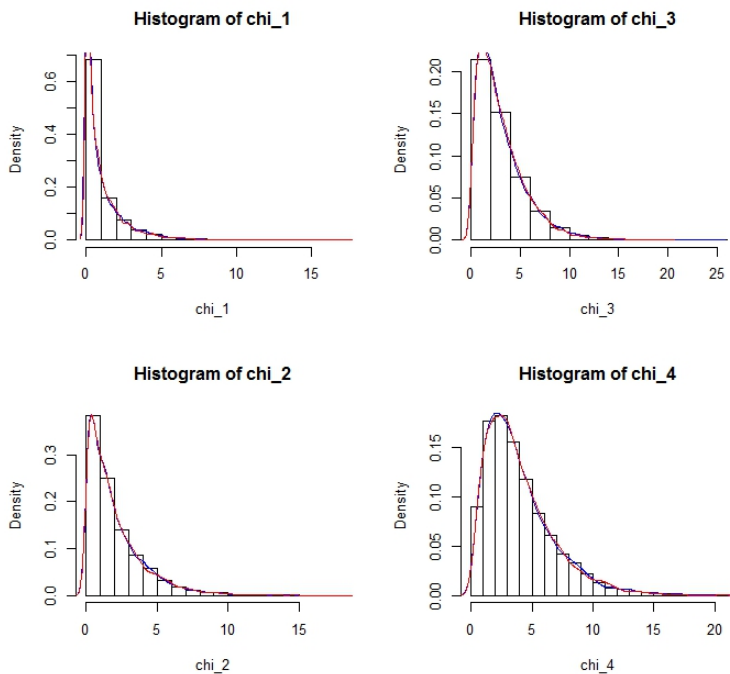 Histogram of chi_1
Density
0.0 0.2 0.4 0.6
0 5 10 15
chi_1
Histogram of chi_3
Density
0.00 0.05 0.10 0.15 0.20
0 5 10 15 20 25
chi_3
Histogram of chi_2
Density
0.0 0.1 0.2 0.3
0 5 10 15
chi_2
Histogram of chi_4
Density
0.00 0.05 0.10 0.15
0 5 10 15 20
chi_4